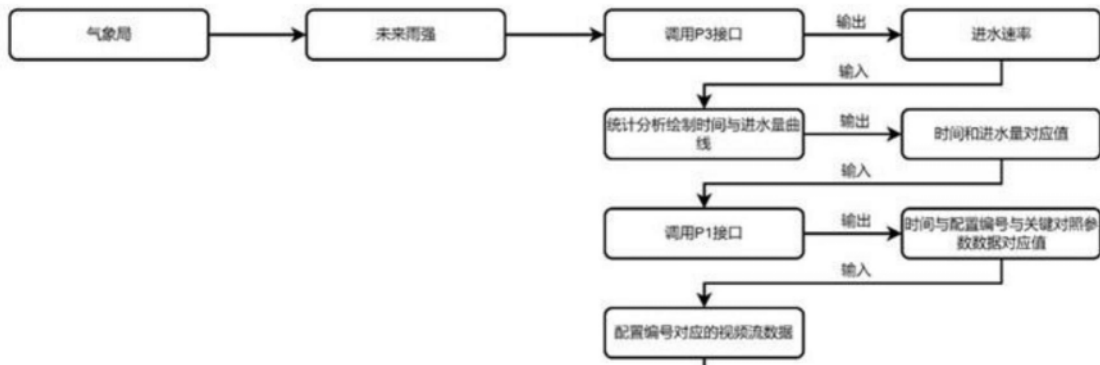 气象局
未来雨强
调用P3接口
输出
进水速率
输入
统计分析绘制时间与进水量曲
线
输出
时间和进水量对应值
输入
调用P1接口
输出
时间与配置编号与关键对照参
数数据对应值
输入
配置编号对应的视频流数据